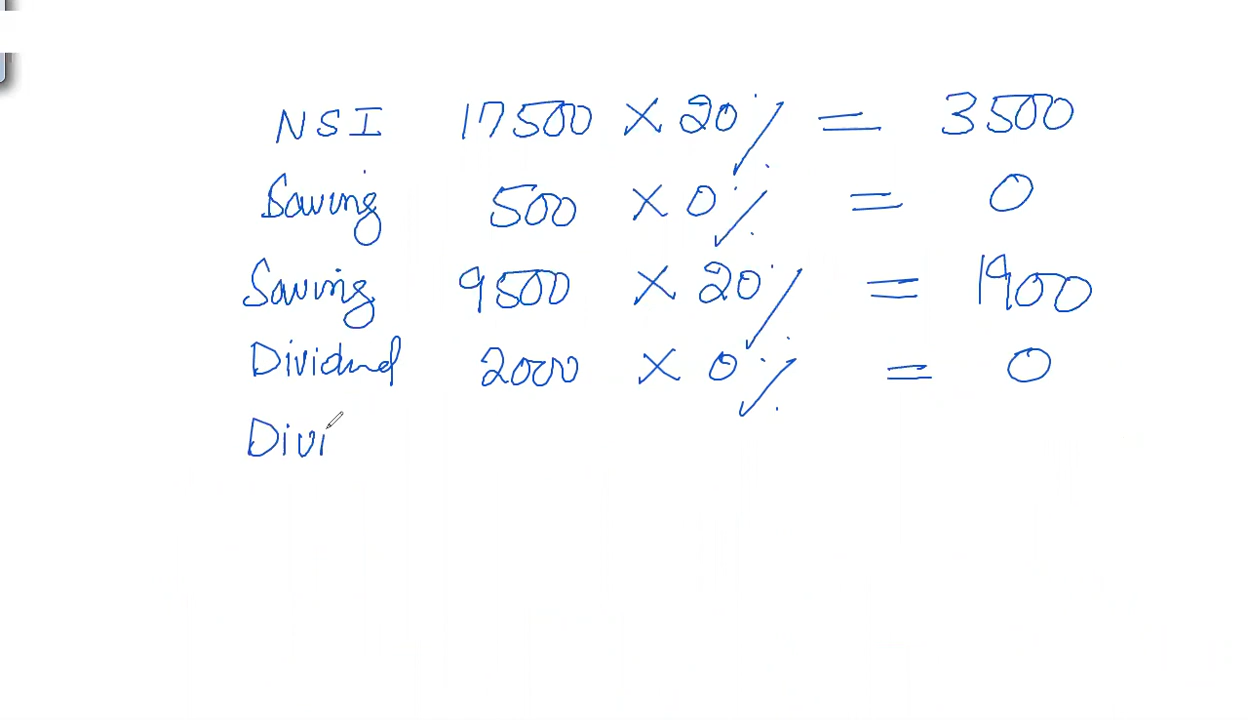 NSI 17500 × 20% = 3500
Saving 500 × 0% = 0
Saving 9500 × 20% = 1900
Dividend 2000 × 0% = 0
Divi